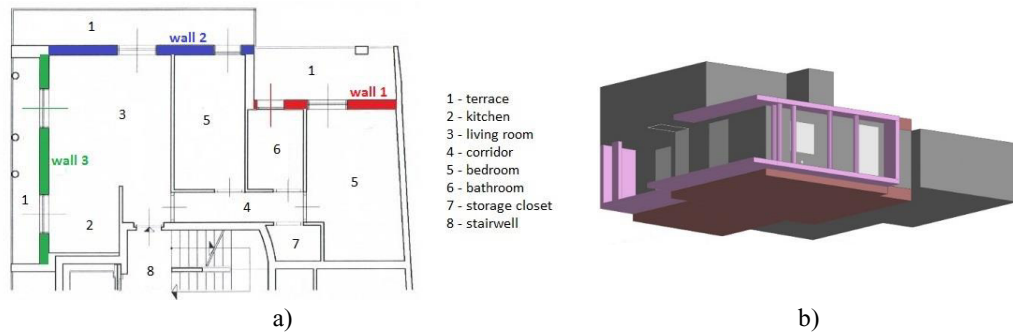 1
wall 2
1
wall 1
3
5
6
wall 3
5
1
2
4
7
8
1 - terrace
2 - kitchen
3 - living room
4 - corridor
5 - bedroom
6 - bathroom
7 - storage closet
8 - stairwell
a)
b)